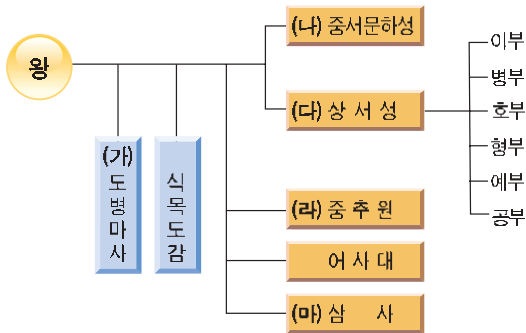 왕
(가) 도병마사
식목도감
(나) 중서문하성
(다) 상 서 성
(라) 중 추 원
어 사 대
(마) 삼 사
이부
병부
호부
형부
예부
공부